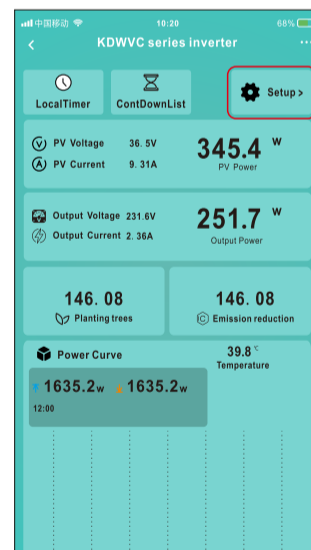 中国移动 10:20 68%
KDWVC series inverter ...
LocalTimer ContDownList Setup >
PV Voltage 36. 5V
PV Current 9. 31A
345.4 W
PV Power
Output Voltage 231.6V
Output Current 2. 36A
251.7 W
Output Power
146. 08 146. 08
Planting trees Emission reduction
Power Curve 39.8 ℃
Temperature
1635.2w 1635.2w
12:00